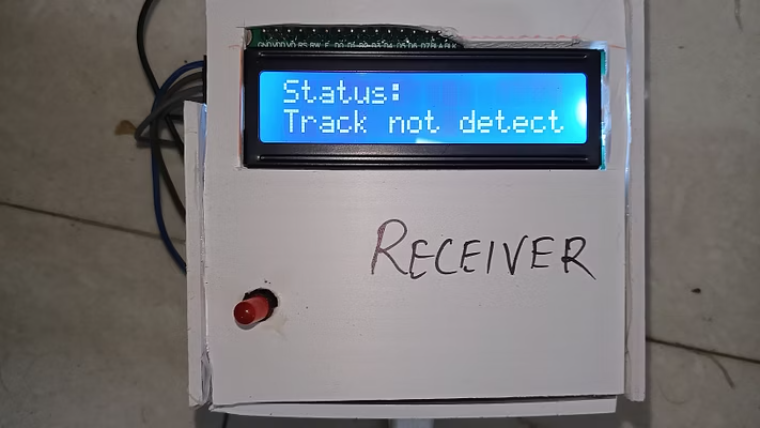 Status:
Track not detect
RECEIVER